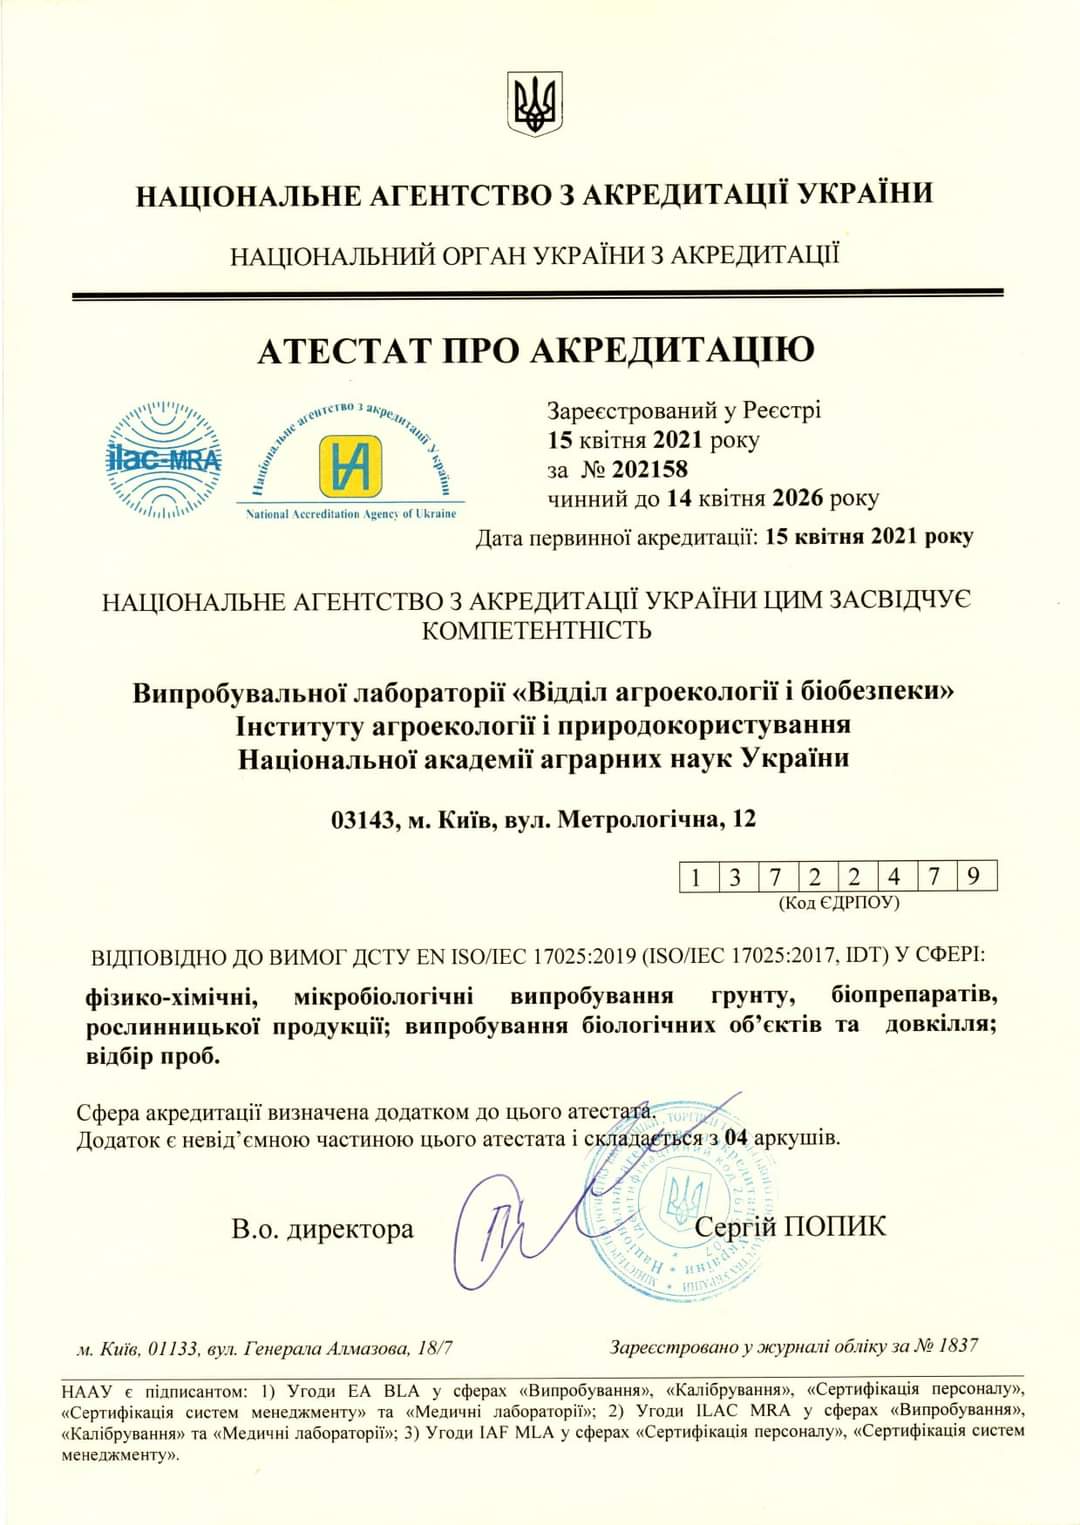 НАЦІОНАЛЬНЕ АГЕНТСТВО З АКРЕДИТАЦІЇ УКРАЇНИ
НАЦІОНАЛЬНИЙ ОРГАН УКРАЇНИ З АКРЕДИТАЦІЇ
АТЕСТАТ ПРО АКРЕДИТАЦІЮ
ilac-MRA
Національне агентство з акредитації України
National Accreditation Agency of Ukraine
Зареєстрований у Реєстрі
15 квітня 2021 року
за № 202158
чинний до 14 квітня 2026 року
Дата первинної акредитації: 15 квітня 2021 року
НАЦІОНАЛЬНЕ АГЕНТСТВО З АКРЕДИТАЦІЇ УКРАЇНИ ЦИМ ЗАСВІДЧУЄ
КОМПЕТЕНТНІСТЬ
Випробувальної лабораторії «Відділ агроекології і біобезпеки»
Інституту агроекології і природокористування
Національної академії аграрних наук України
03143, м. Київ, вул. Метрологічна, 12
1 3 7 2 2 4 7 9
(Код ЄДРПОУ)
ВІДПОВІДНО ДО ВИМОГ ДСТУ EN ISO/IEC 17025:2019 (ISO/IEC 17025:2017, IDT) У СФЕРІ:
фізико-хімічні, мікробіологічні випробування грунту, біопрепаратів,
рослинницької продукції; випробування біологічних об’єктів та довкілля;
відбір проб.
Сфера акредитації визначена додатком до цього атестата.
Додаток є невід’ємною частиною цього атестата і складається з 04 аркушів.
В.о. директора
Сергій ПОПИК
м. Київ, 01133, вул. Генерала Алмазова, 18/7
Зареєстровано у журналі обліку за № 1837
НААУ є підписантом: 1) Угоди EA BLA у сферах «Випробування», «Калібрування», «Сертифікація персоналу»,
«Сертифікація систем менеджменту» та «Медичні лабораторії»; 2) Угоди ILAC MRA у сферах «Випробування»,
«Калібрування» та «Медичні лабораторії»; 3) Угоди IAF MLA у сферах «Сертифікація персоналу», «Сертифікація систем
менеджменту».